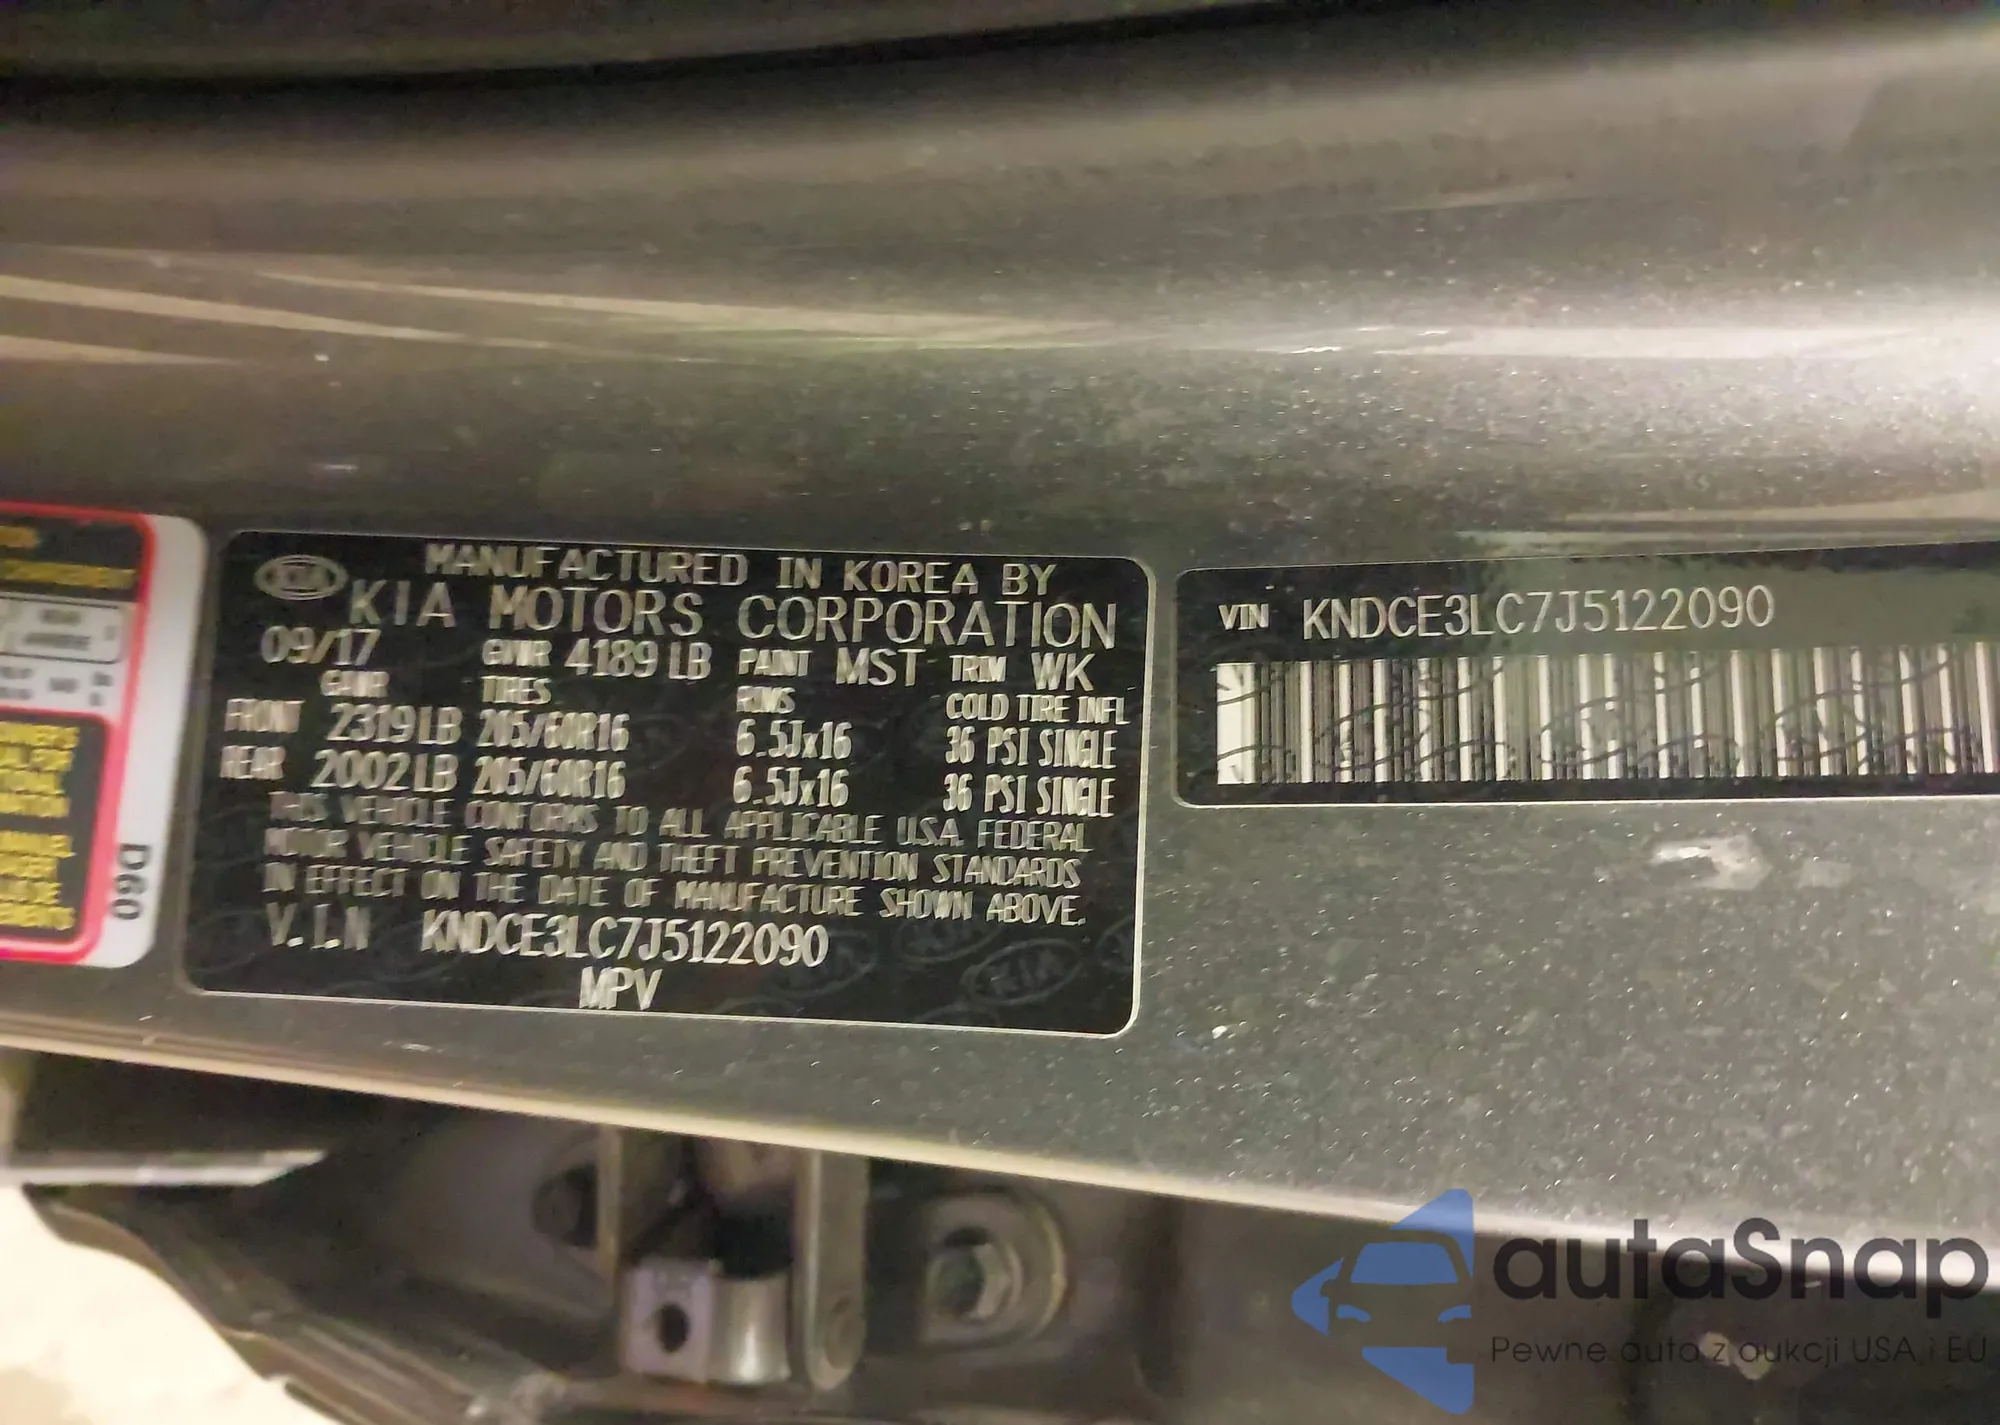 MANUFACTURED IN KOREA BY
KIA KIA MOTORS CORPORATION
09/17 GVWR 4189 LB PAINT MST TRIM WK
GAWR TIRES RIMS COLD TIRE INFL
FRONT 2319 LB 205/60R16 6.5Jx16 36 PSI SINGLE
REAR 2002 LB 205/60R16 6.5Jx16 36 PSI SINGLE
THIS VEHICLE CONFORMS TO ALL APPLICABLE U.S.A. FEDERAL
MOTOR VEHICLE SAFETY AND THEFT PREVENTION STANDARDS
IN EFFECT ON THE DATE OF MANUFACTURE SHOWN ABOVE.
V.I.N KNDCE3LC7J5122090
MPV
VIN KNDCE3LC7J5122090
D60
autaSnap
Pewne auta z aukcji USA i EU